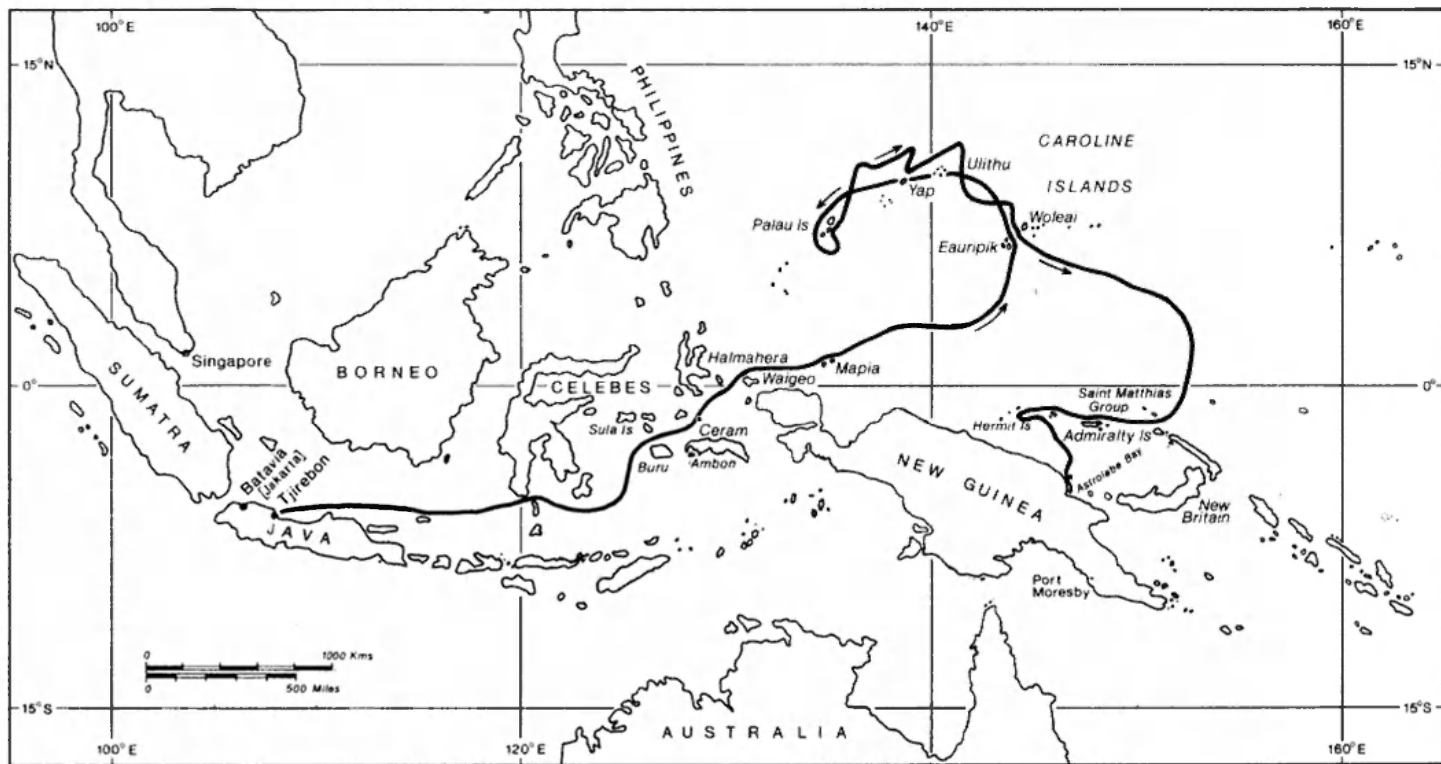 100°E
140°E
160°E
15°N
15°N
PHILIPPINES
CAROLINE
ISLANDS
Ulithu
Yap
Palau Is
Woleai
Eauripik
Singapore
SUMATRA
BORNEO
CELEBES
Halmahera
Waigeo
Mapia
0°
0°
Sula Is
Ceram
Buru
Ambon
Saint Matthias
Group
Hermit Is
Admiralty Is
Astrolabe Bay
NEW GUINEA
New
Britain
Batavia
[Jakarta]
Tjirebon
JAVA
Port
Moresby
0
1000 Kms
0
500 Miles
15°S
15°S
AUSTRALIA
100°E
120°E
140°E
160°E